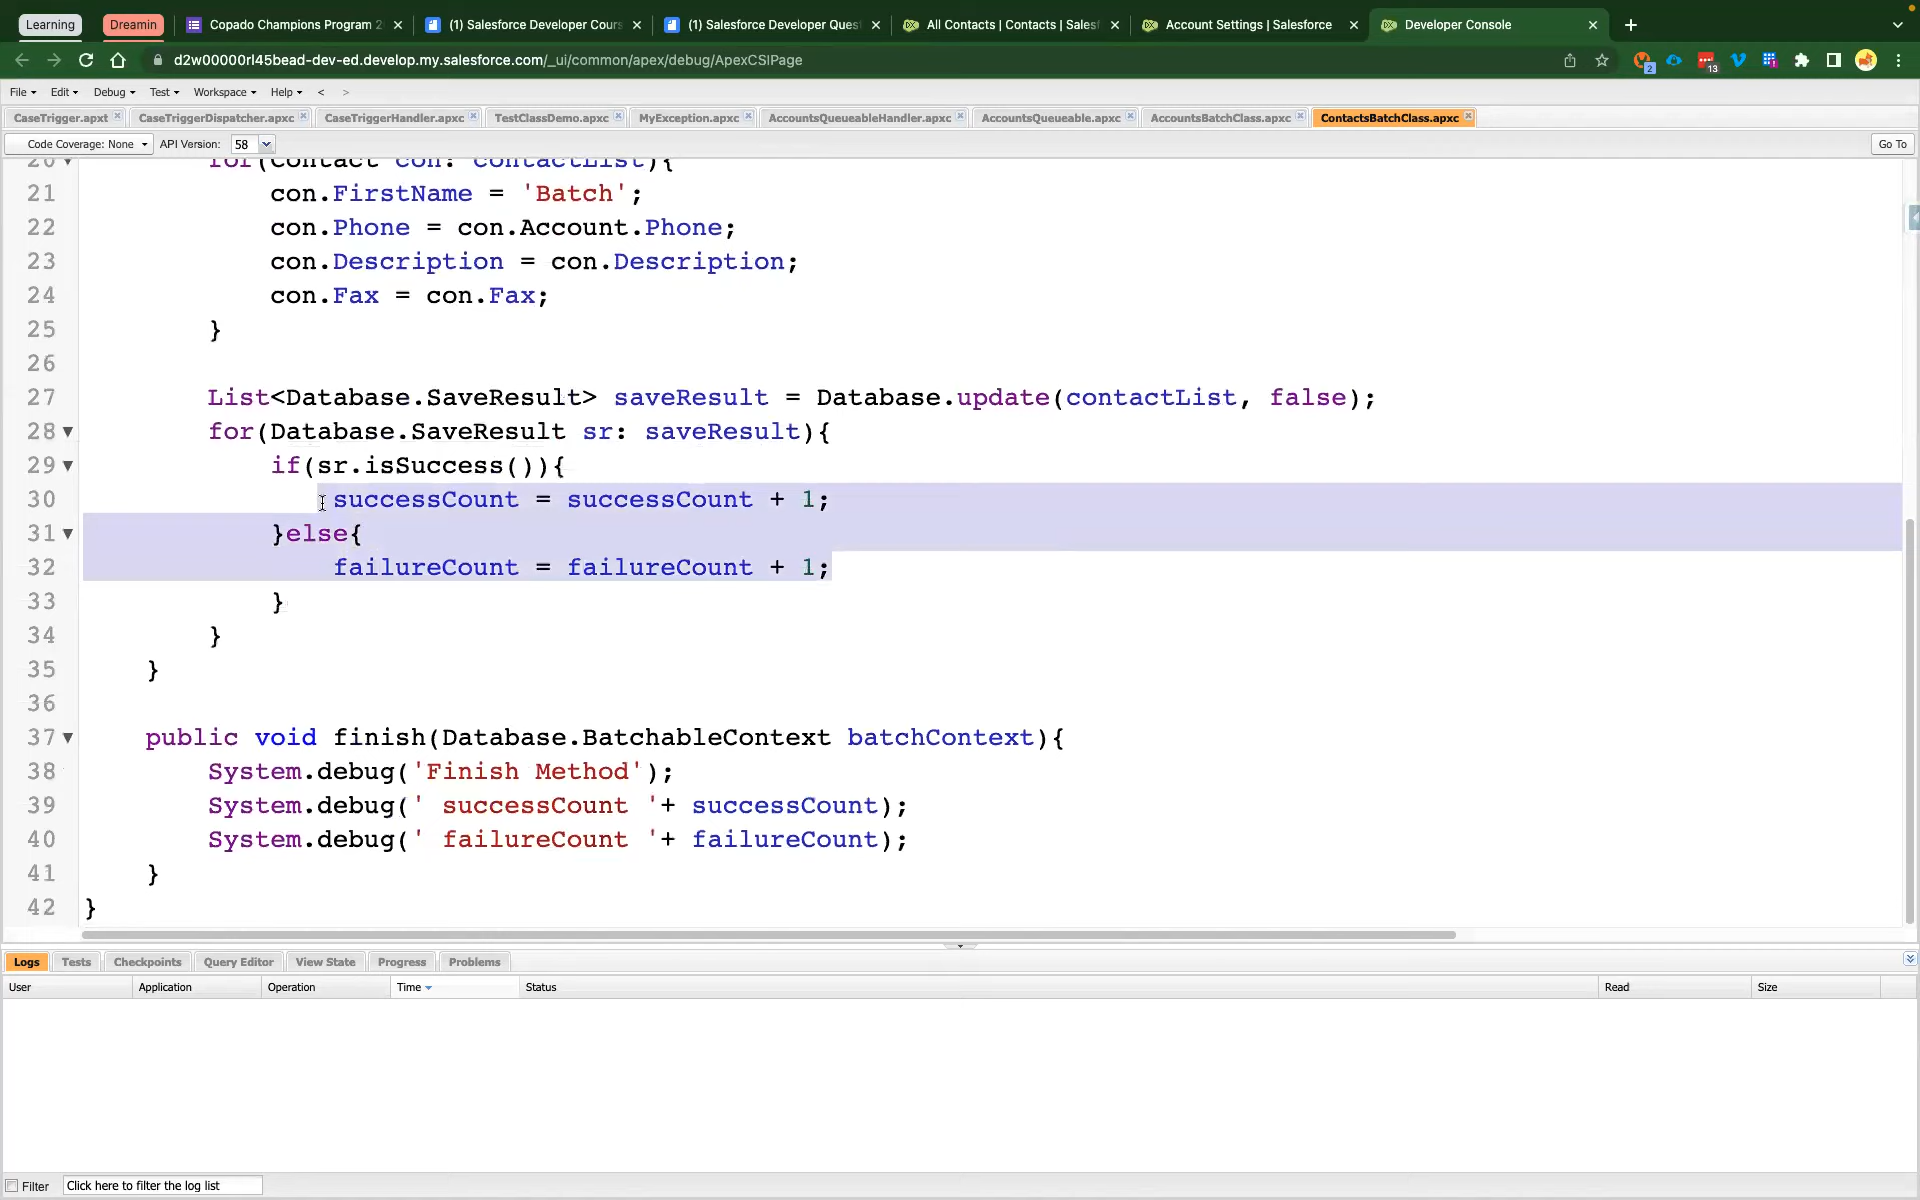 Learning
Dreamin
Copado Champions Program 2
(1) Salesforce Developer Cours
(1) Salesforce Developer Ques
All Contacts | Contacts | Sales
Account Settings | Salesforce
Developer Console
d2w00000rl45bead-dev-ed.develop.my.salesforce.com/_ui/common/apex/debug/ApexCSIPage
2
13
File Edit Debug Test Workspace Help < >
CaseTrigger.apxt CaseTriggerDispatcher.apxc CaseTriggerHandler.apxc TestClassDemo.apxc MyException.apxc AccountsQueueableHandler.apxc AccountsQueueable.apxc AccountsBatchClass.apxc ContactsBatchClass.apxc
Code Coverage: None API Version: 58 Go To
20 for(Contact con: contactList){
21 con.FirstName = 'Batch';
22 con.Phone = con.Account.Phone;
23 con.Description = con.Description;
24 con.Fax = con.Fax;
25 }
26
27 List<Database.SaveResult> saveResult = Database.update(contactList, false);
28 for(Database.SaveResult sr: saveResult){
29 if(sr.isSuccess()){
30 successCount = successCount + 1;
31 }else{
32 failureCount = failureCount + 1;
33 }
34 }
35 }
36
37 public void finish(Database.BatchableContext batchContext){
38 System.debug('Finish Method');
39 System.debug(' successCount '+ successCount);
40 System.debug(' failureCount '+ failureCount);
41 }
42 }
Logs Tests Checkpoints Query Editor View State Progress Problems
User Application Operation Time Status Read Size
Filter Click here to filter the log list